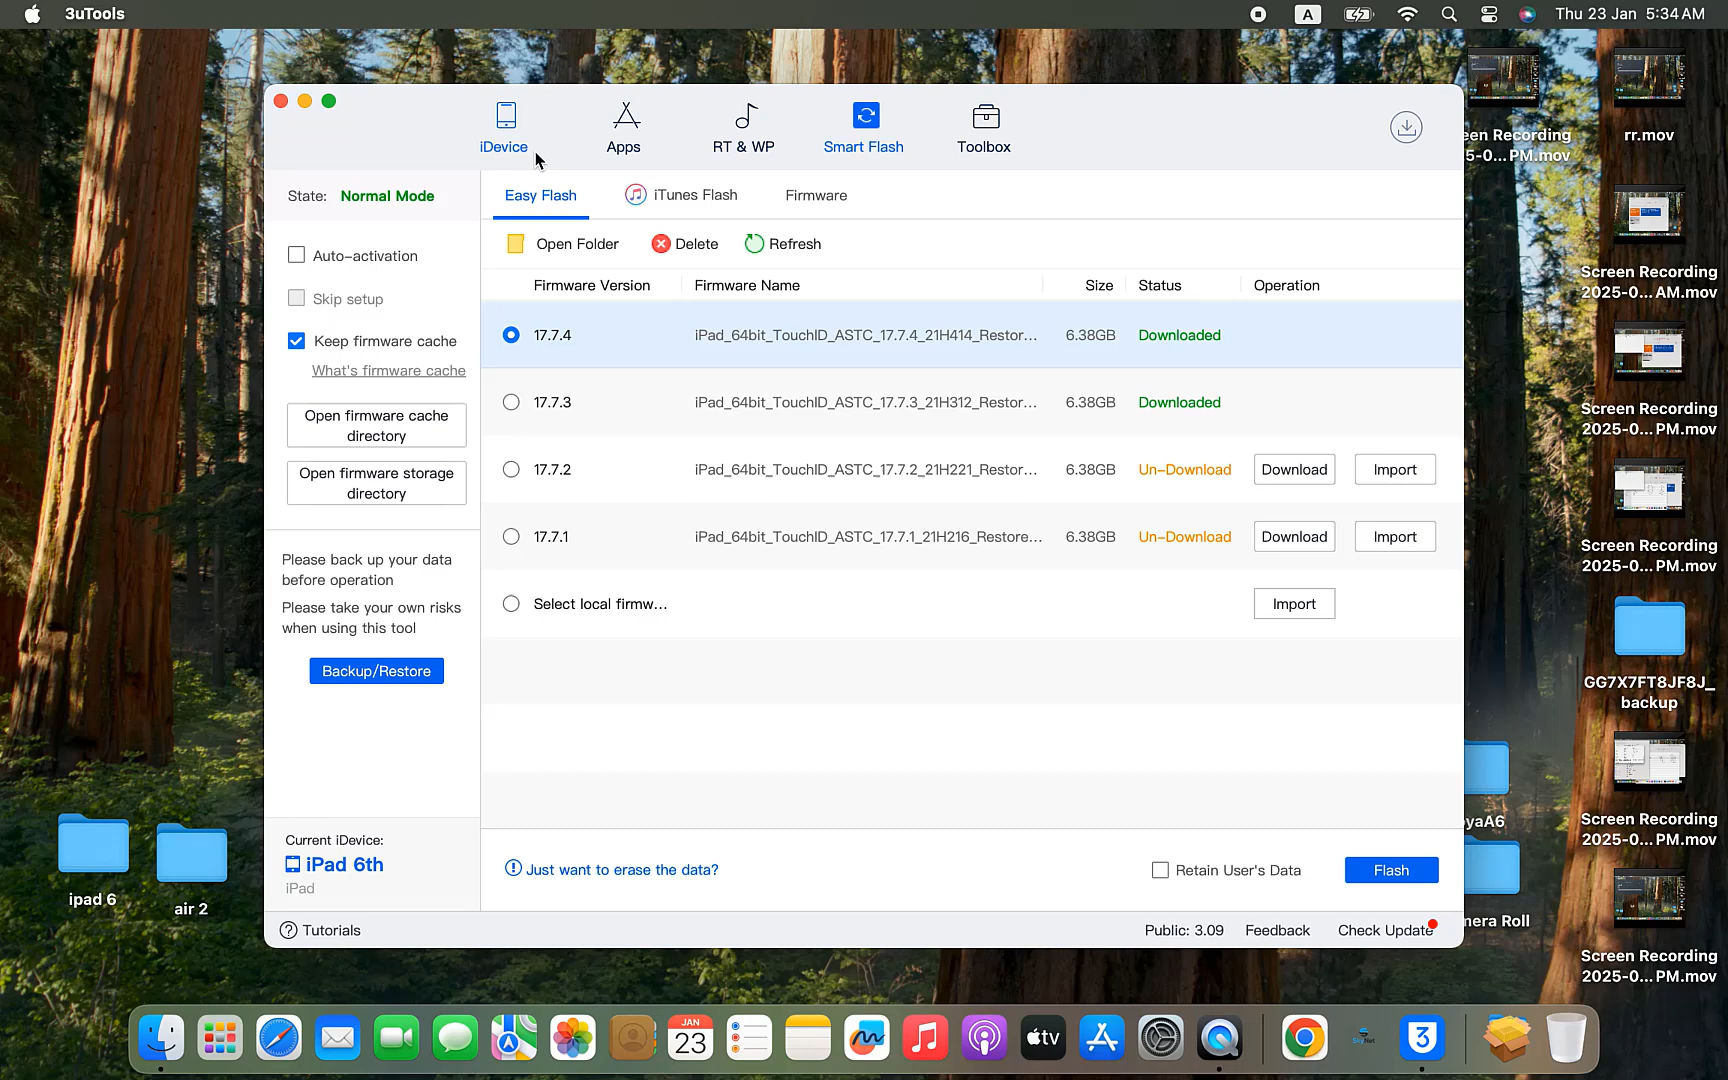 3uTools
A
Thu 23 Jan 5:34 AM
iDevice
Apps
RT & WP
Smart Flash
Toolbox
State: Normal Mode
Easy Flash
iTunes Flash
Firmware
Auto-activation
Skip setup
Keep firmware cache
What's firmware cache
Open firmware cache
directory
Open firmware storage
directory
Please back up your data
before operation
Please take your own risks
when using this tool
Backup/Restore
Current iDevice:
iPad 6th
iPad
Open Folder
Delete
Refresh
Firmware Version Firmware Name Size Status Operation
17.7.4 iPad_64bit_TouchID_ASTC_17.7.4_21H414_Restor... 6.38GB Downloaded
17.7.3 iPad_64bit_TouchID_ASTC_17.7.3_21H312_Restor... 6.38GB Downloaded
17.7.2 iPad_64bit_TouchID_ASTC_17.7.2_21H221_Restor... 6.38GB Un-Download Download Import
17.7.1 iPad_64bit_TouchID_ASTC_17.7.1_21H216_Restore... 6.38GB Un-Download Download Import
Select local firmw... Import
Just want to erase the data?
Retain User's Data
Flash
Tutorials
Public: 3.09 Feedback Check Update
een Recording
5-0...PM.mov
rr.mov
Screen Recording
2025-0...AM.mov
Screen Recording
2025-0...PM.mov
Screen Recording
2025-0...PM.mov
GG7X7FT8JF8J_
backup
yaA6
Screen Recording
2025-0...PM.mov
nera Roll
Screen Recording
2025-0...PM.mov
ipad 6
air 2
JAN
23
tv
3